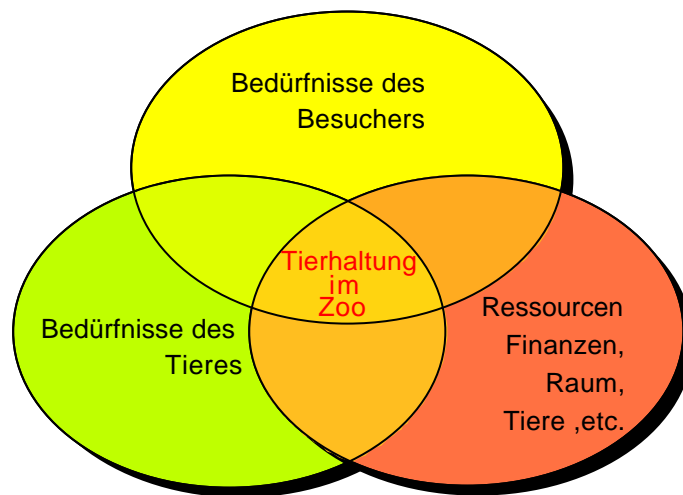 Bedürfnisse des
Besuchers
Tierhaltung
im
Zoo
Bedürfnisse des
Tieres
Ressourcen
Finanzen,
Raum,
Tiere ,etc.